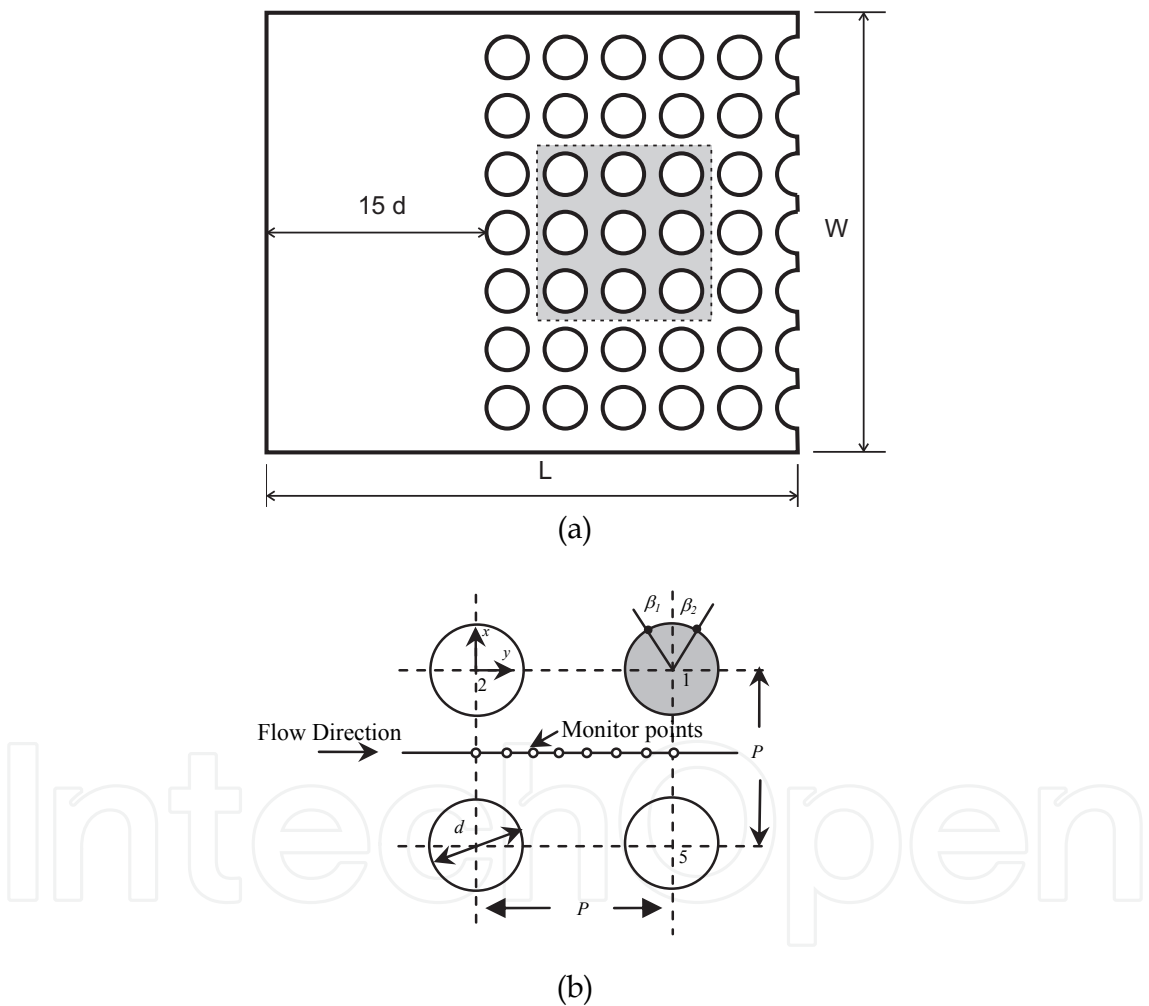 15 d
W
L
(a)
β1 β2
x
y
2
1
Flow Direction
Monitor points
P
d
5
P
(b)
IntechOpen